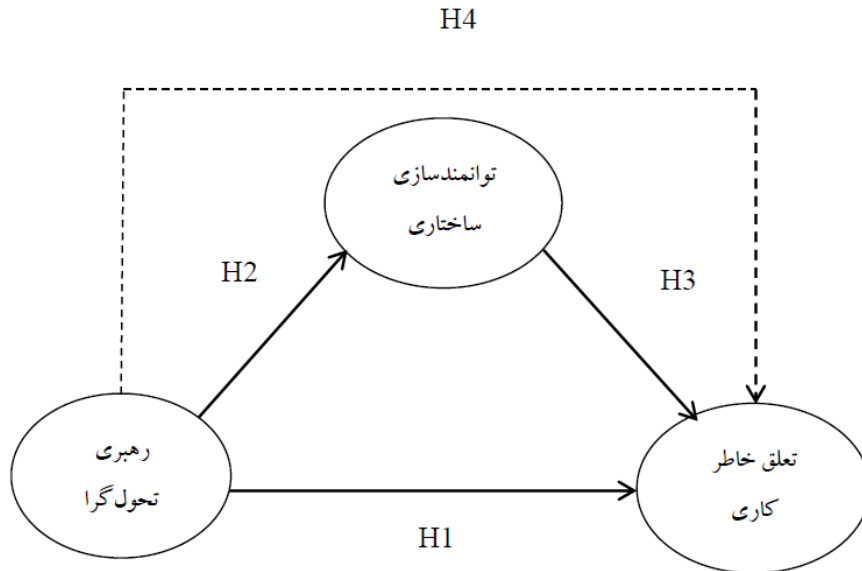 H4
توانمندسازی
ساختاری
H2
H3
رهبری
تحول‌گرا
تعلق خاطر
کاری
H1